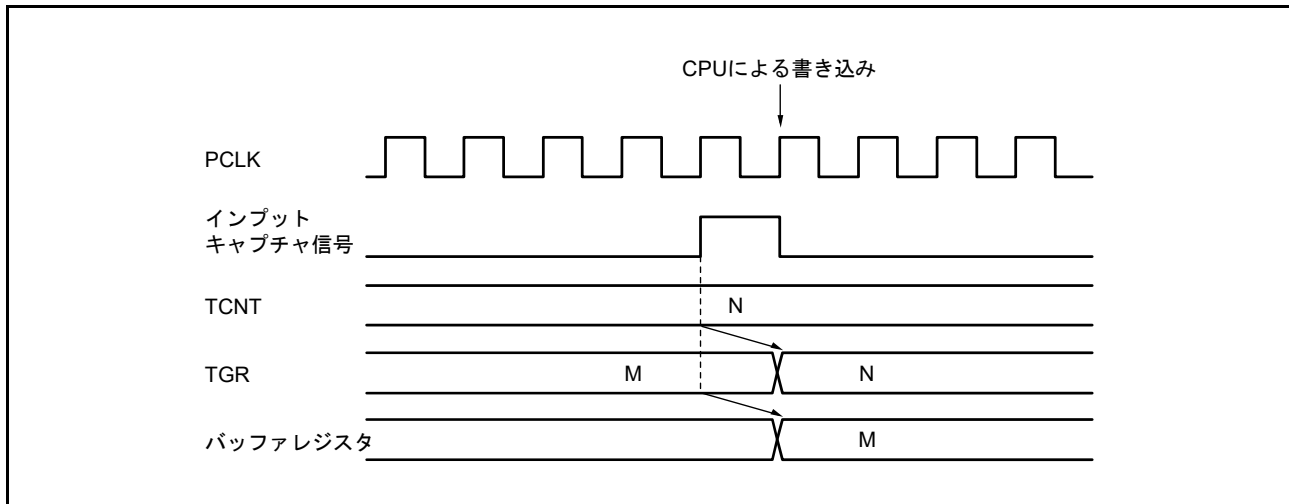 CPUによる書き込み
PCLK
インプット
キャプチャ信号
TCNT
N
TGR
M
N
バッファレジスタ
M